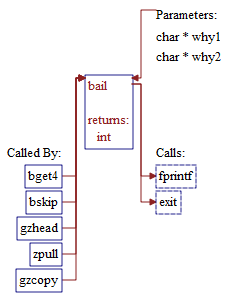 Parameters:
char * why1
char * why2
bail
returns:
int
Called By:
bget4
bskip
gzhead
zpull
gzcopy
Calls:
fprintf
exit